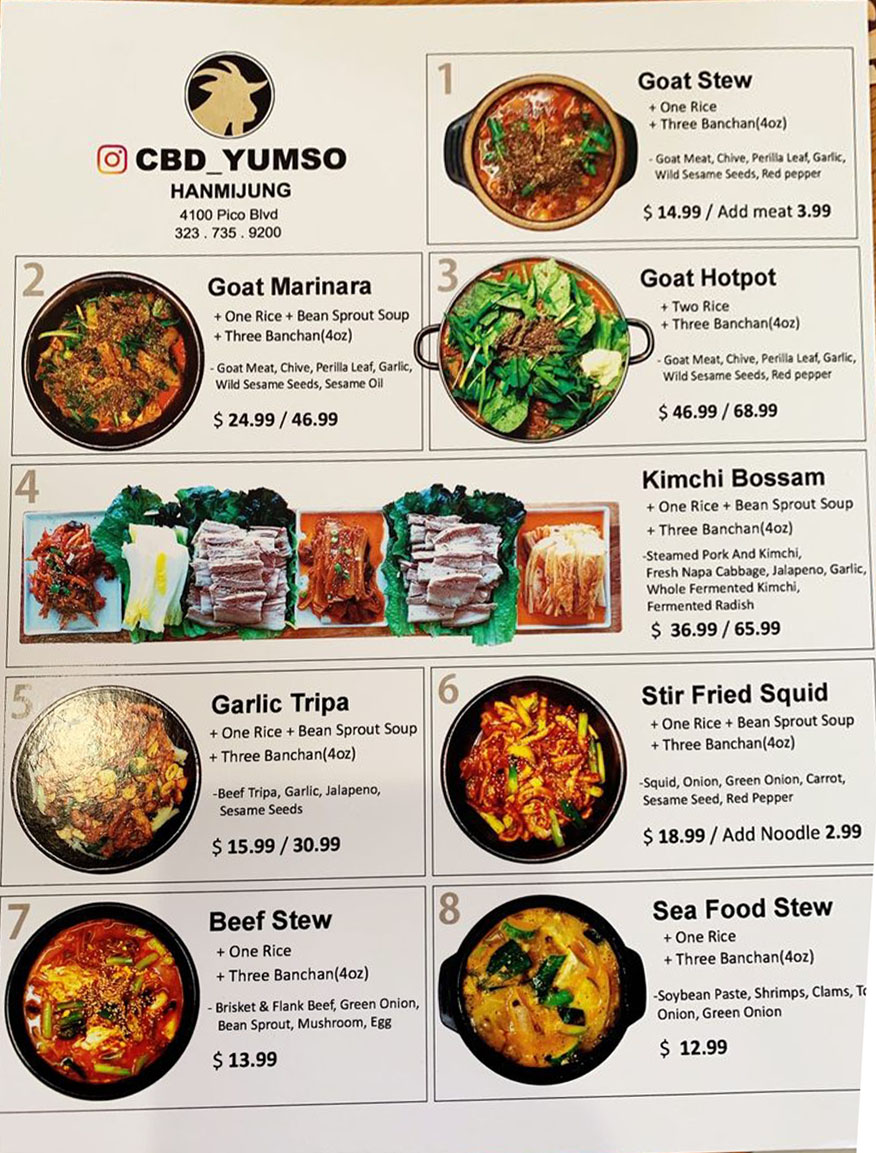 CBD_YUMSO
HANMIJUNG
4100 Pico Blvd
323 . 735 . 9200
1
Goat Stew
+ One Rice
+ Three Banchan(4oz)
- Goat Meat, Chive, Perilla Leaf, Garlic,
Wild Sesame Seeds, Red pepper
$ 14.99 / Add meat 3.99
2
Goat Marinara
+ One Rice + Bean Sprout Soup
+ Three Banchan(4oz)
- Goat Meat, Chive, Perilla Leaf, Garlic,
Wild Sesame Seeds, Sesame Oil
$ 24.99 / 46.99
3
Goat Hotpot
+ Two Rice
+ Three Banchan(4oz)
- Goat Meat, Chive, Perilla Leaf, Garlic,
Wild Sesame Seeds, Red pepper
$ 46.99 / 68.99
4
Kimchi Bossam
+ One Rice + Bean Sprout Soup
+ Three Banchan(4oz)
-Steamed Pork And Kimchi,
Fresh Napa Cabbage, Jalapeno, Garlic,
Whole Fermented Kimchi,
Fermented Radish
$ 36.99 / 65.99
5
Garlic Tripa
+ One Rice + Bean Sprout Soup
+ Three Banchan(4oz)
-Beef Tripa, Garlic, Jalapeno,
Sesame Seeds
$ 15.99 / 30.99
6
Stir Fried Squid
+ One Rice + Bean Sprout Soup
+ Three Banchan(4oz)
-Squid, Onion, Green Onion, Carrot,
Sesame Seed, Red Pepper
$ 18.99 / Add Noodle 2.99
7
Beef Stew
+ One Rice
+ Three Banchan(4oz)
- Brisket & Flank Beef, Green Onion,
Bean Sprout, Mushroom, Egg
$ 13.99
8
Sea Food Stew
+ One Rice
+ Three Banchan(4oz)
-Soybean Paste, Shrimps, Clams,
Onion, Green Onion
$ 12.99